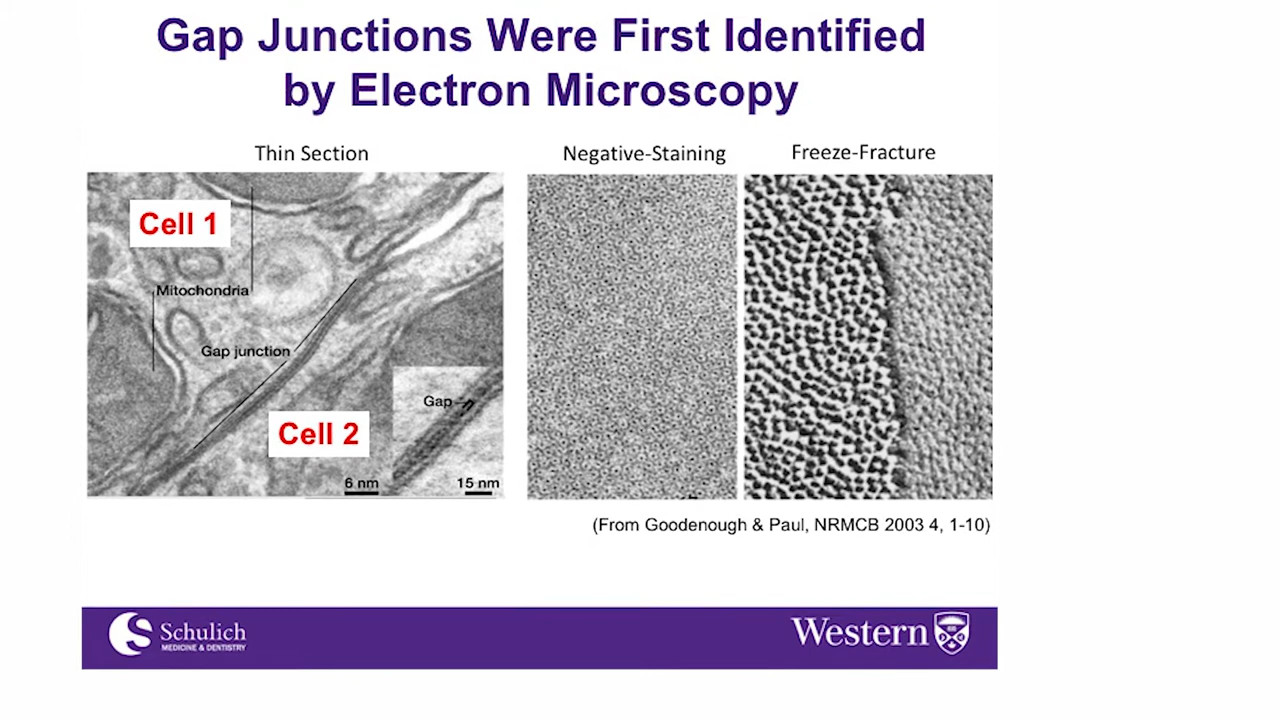 Gap Junctions Were First Identified
by Electron Microscopy
Thin Section
Negative-Staining
Freeze-Fracture
Cell 1
Mitochondria
Gap junction
Gap
Cell 2
6 nm
15 nm
(From Goodenough & Paul, NRMCB 2003 4, 1-10)
Schulich
MEDICINE & DENTISTRY
Western